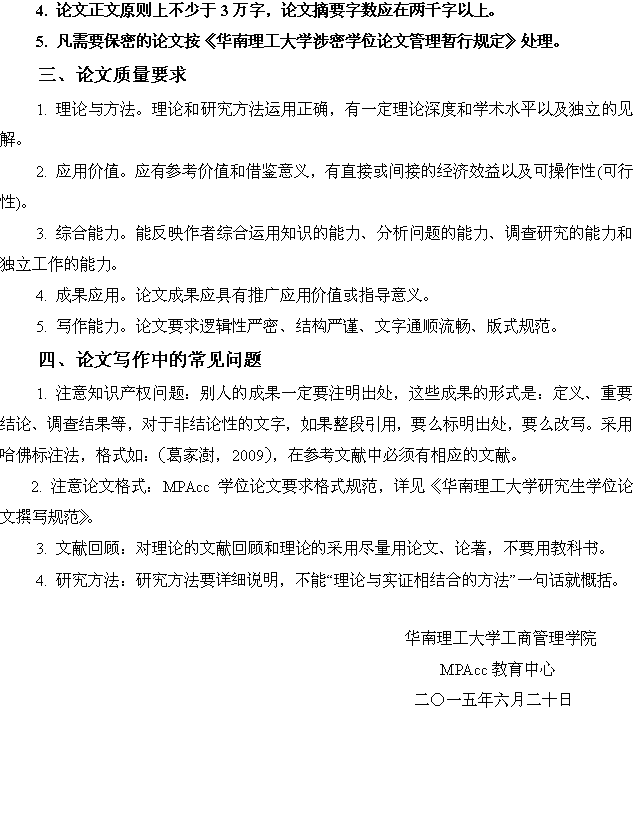 4. 论文正文原则上不少于 3 万字，论文摘要字数应在两千字以上。
5. 凡需要保密的论文按《华南理工大学涉密学位论文管理暂行规定》处理。
三、论文质量要求
1. 理论与方法。理论和研究方法运用正确，有一定理论深度和学术水平以及独立的见
解。
2. 应用价值。应有参考价值和借鉴意义，有直接或间接的经济效益以及可操作性(可行
性)。
3. 综合能力。能反映作者综合运用知识的能力、分析问题的能力、调查研究的能力和
独立工作的能力。
4. 成果应用。论文成果应具有推广应用价值或指导意义。
5. 写作能力。论文要求逻辑性严密、结构严谨、文字通顺流畅、版式规范。
四、论文写作中的常见问题
1. 注意知识产权问题：别人的成果一定要注明出处，这些成果的形式是：定义、重要
结论、调查结果等，对于非结论性的文字，如果整段引用，要么标明出处，要么改写。采用
哈佛标注法，格式如：（葛家澍，2009），在参考文献中必须有相应的文献。
2. 注意论文格式：MPAcc 学位论文要求格式规范，详见《华南理工大学研究生学位论
文撰写规范》。
3. 文献回顾：对理论的文献回顾和理论的采用尽量用论文、论著，不要用教科书。
4. 研究方法：研究方法要详细说明，不能“理论与实证相结合的方法”一句话就概括。
华南理工大学工商管理学院
MPAcc 教育中心
二〇一五年六月二十日